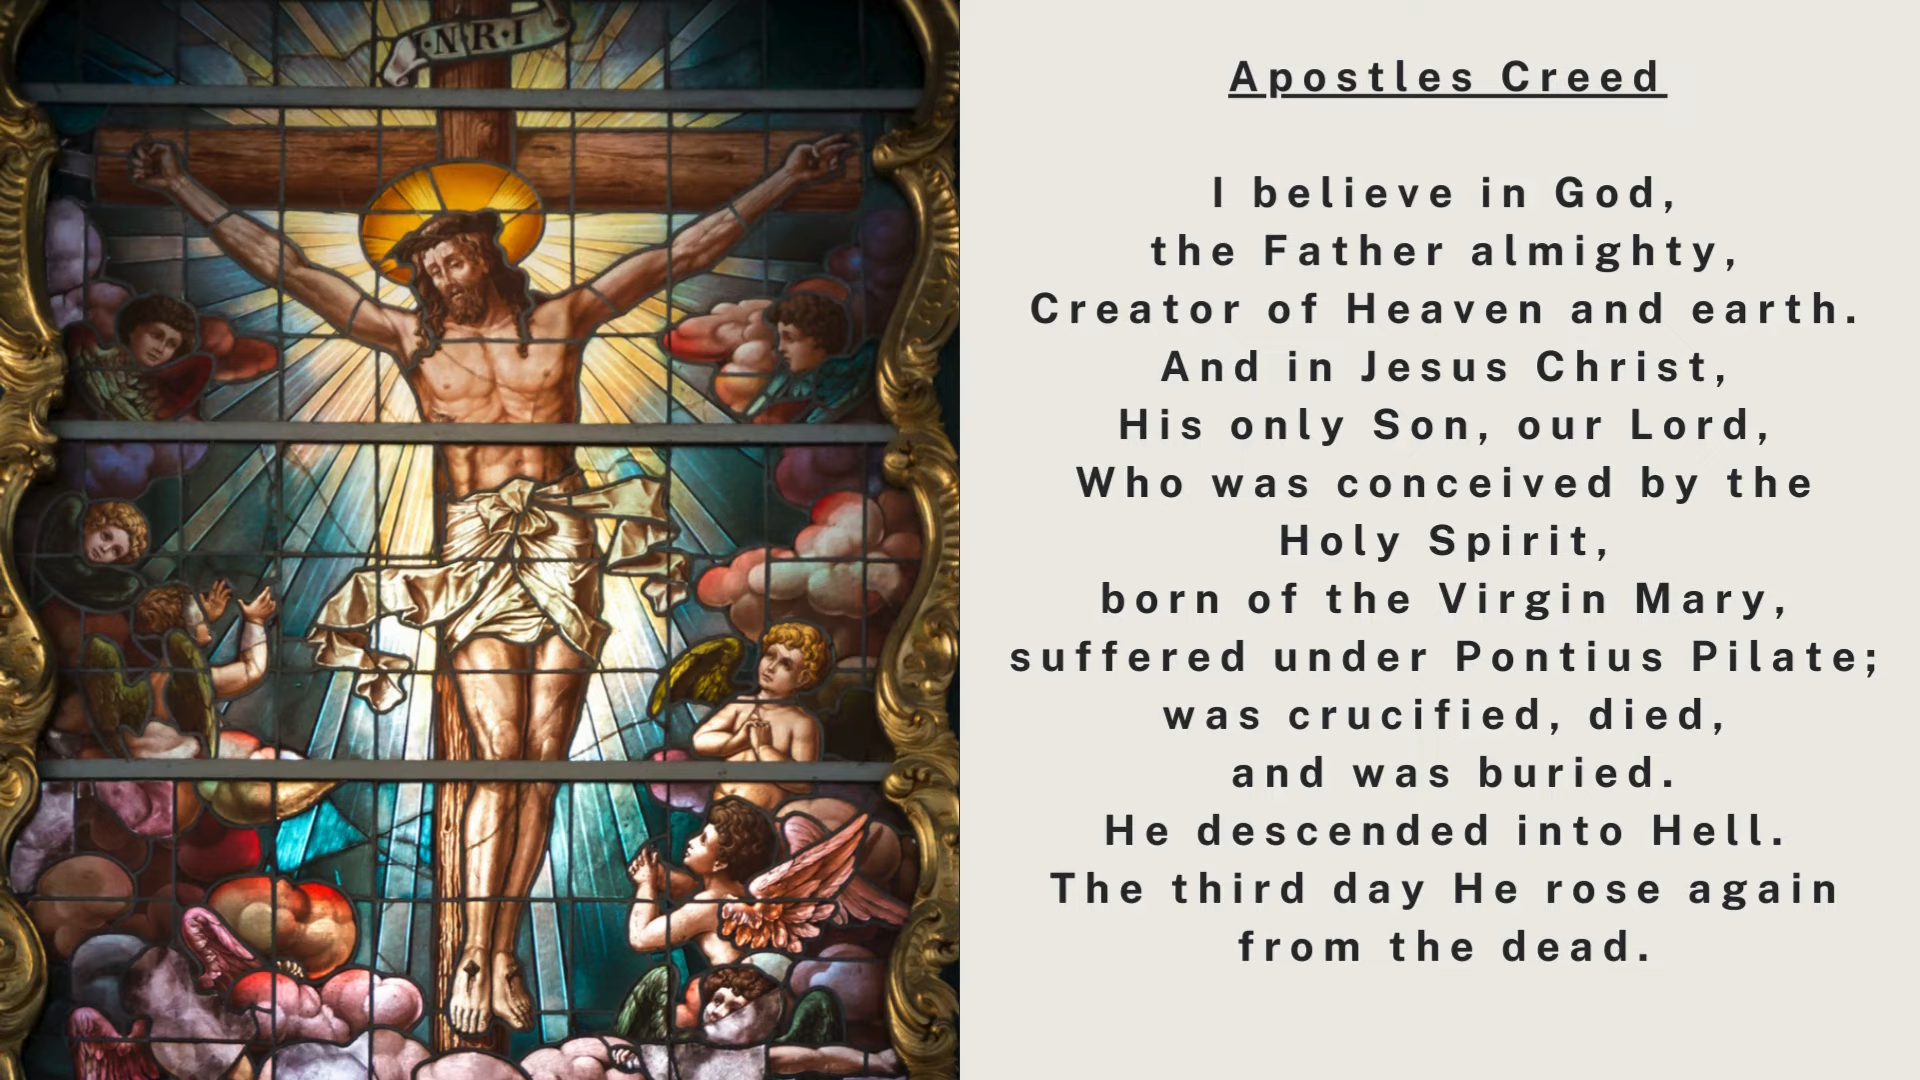 I·N·R·I
Apostles Creed
I believe in God,
the Father almighty,
Creator of Heaven and earth.
And in Jesus Christ,
His only Son, our Lord,
Who was conceived by the
Holy Spirit,
born of the Virgin Mary,
suffered under Pontius Pilate;
was crucified, died,
and was buried.
He descended into Hell.
The third day He rose again
from the dead.